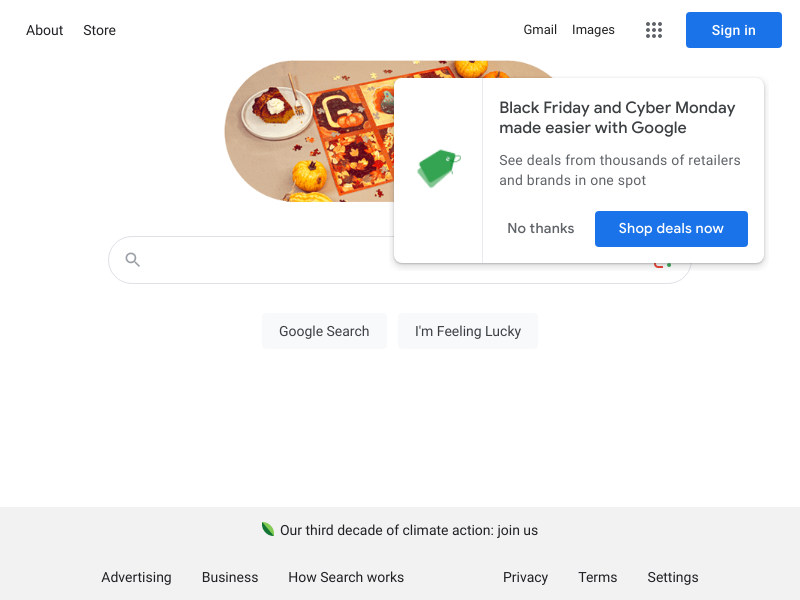 About Store Gmail Images Sign in
Black Friday and Cyber Monday
made easier with Google
See deals from thousands of retailers
and brands in one spot
No thanks Shop deals now
Google Search I'm Feeling Lucky
Our third decade of climate action: join us
Advertising Business How Search works Privacy Terms Settings